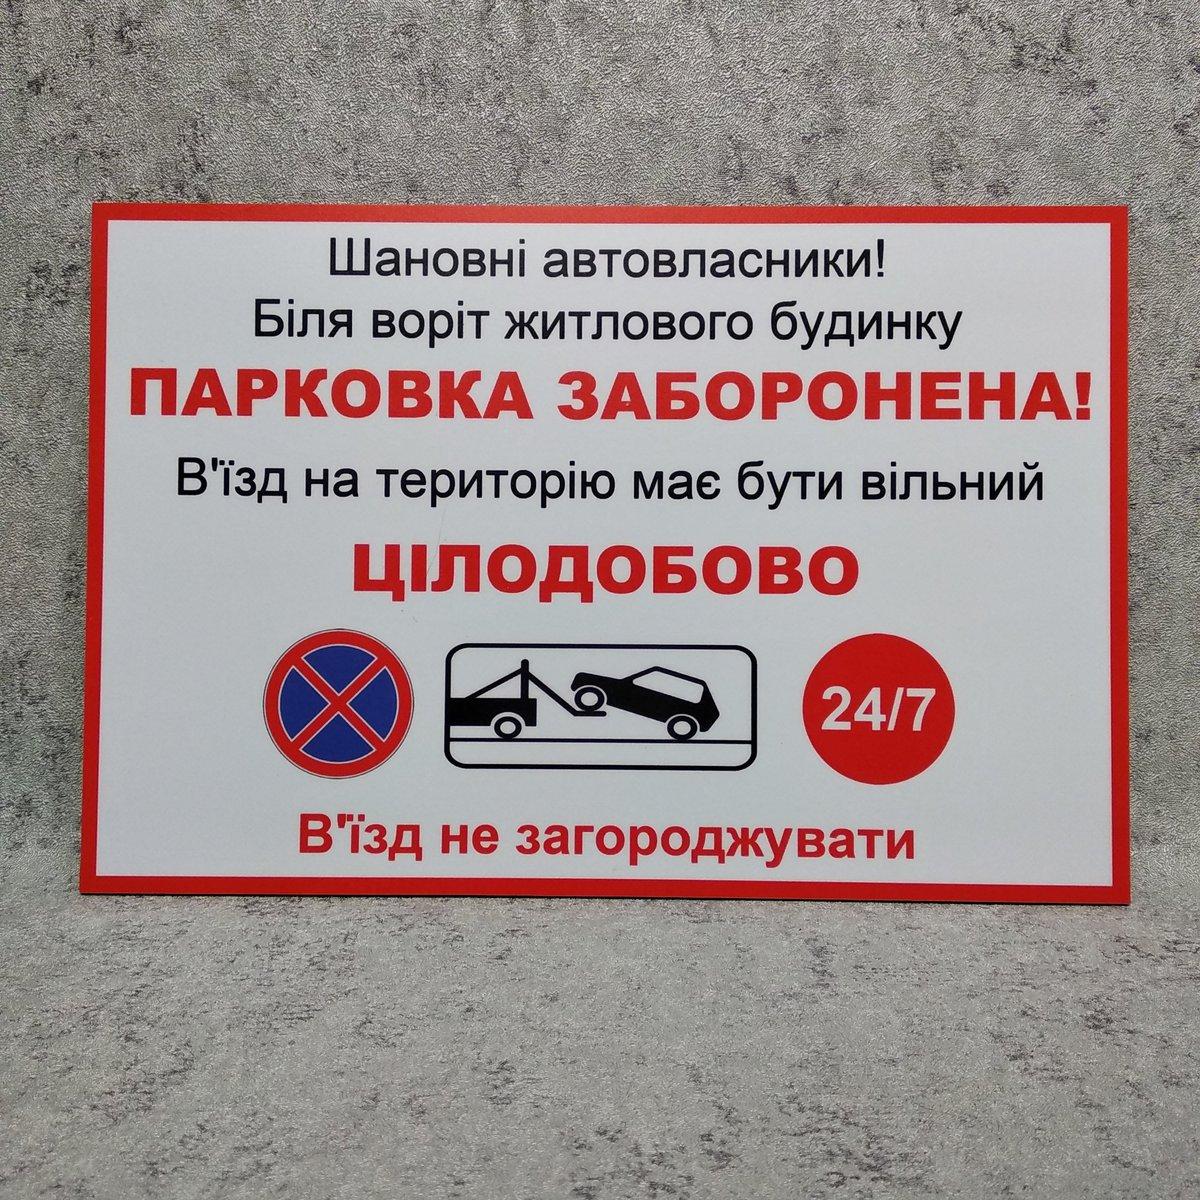 Шановні автовласники!
Біля воріт житлового будинку
ПАРКОВКА ЗАБОРОНЕНА!
В'їзд на територію має бути вільний
ЦІЛОДОБОВО
24/7
В'їзд не загороджувати